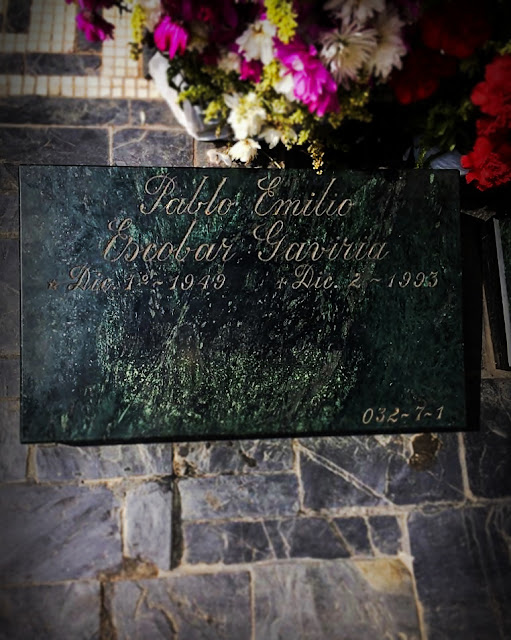 Pablo Emilio
Escobar Gaviria
* Dic. 1º ~ 1949 + Dic. 2 ~ 1993
032~7~1